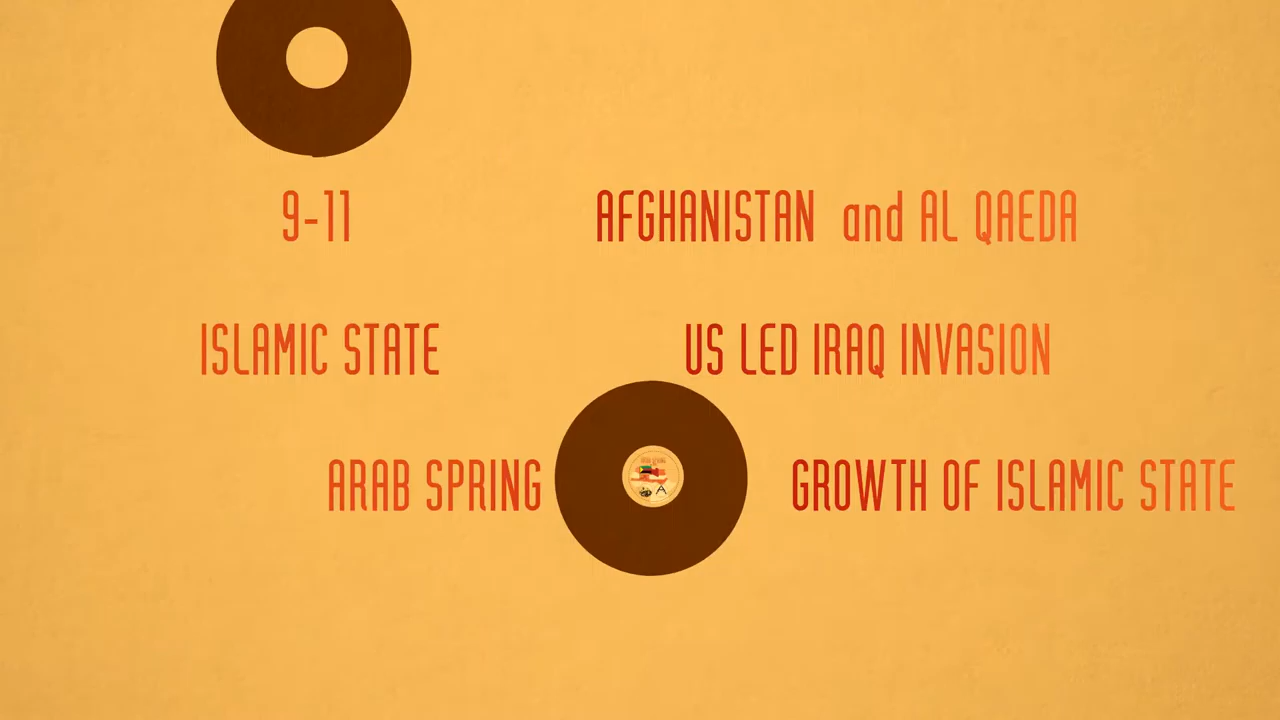 9-11 AFGHANISTAN and AL QAEDA
ISLAMIC STATE US LED IRAQ INVASION
ARAB SPRING GROWTH OF ISLAMIC STATE